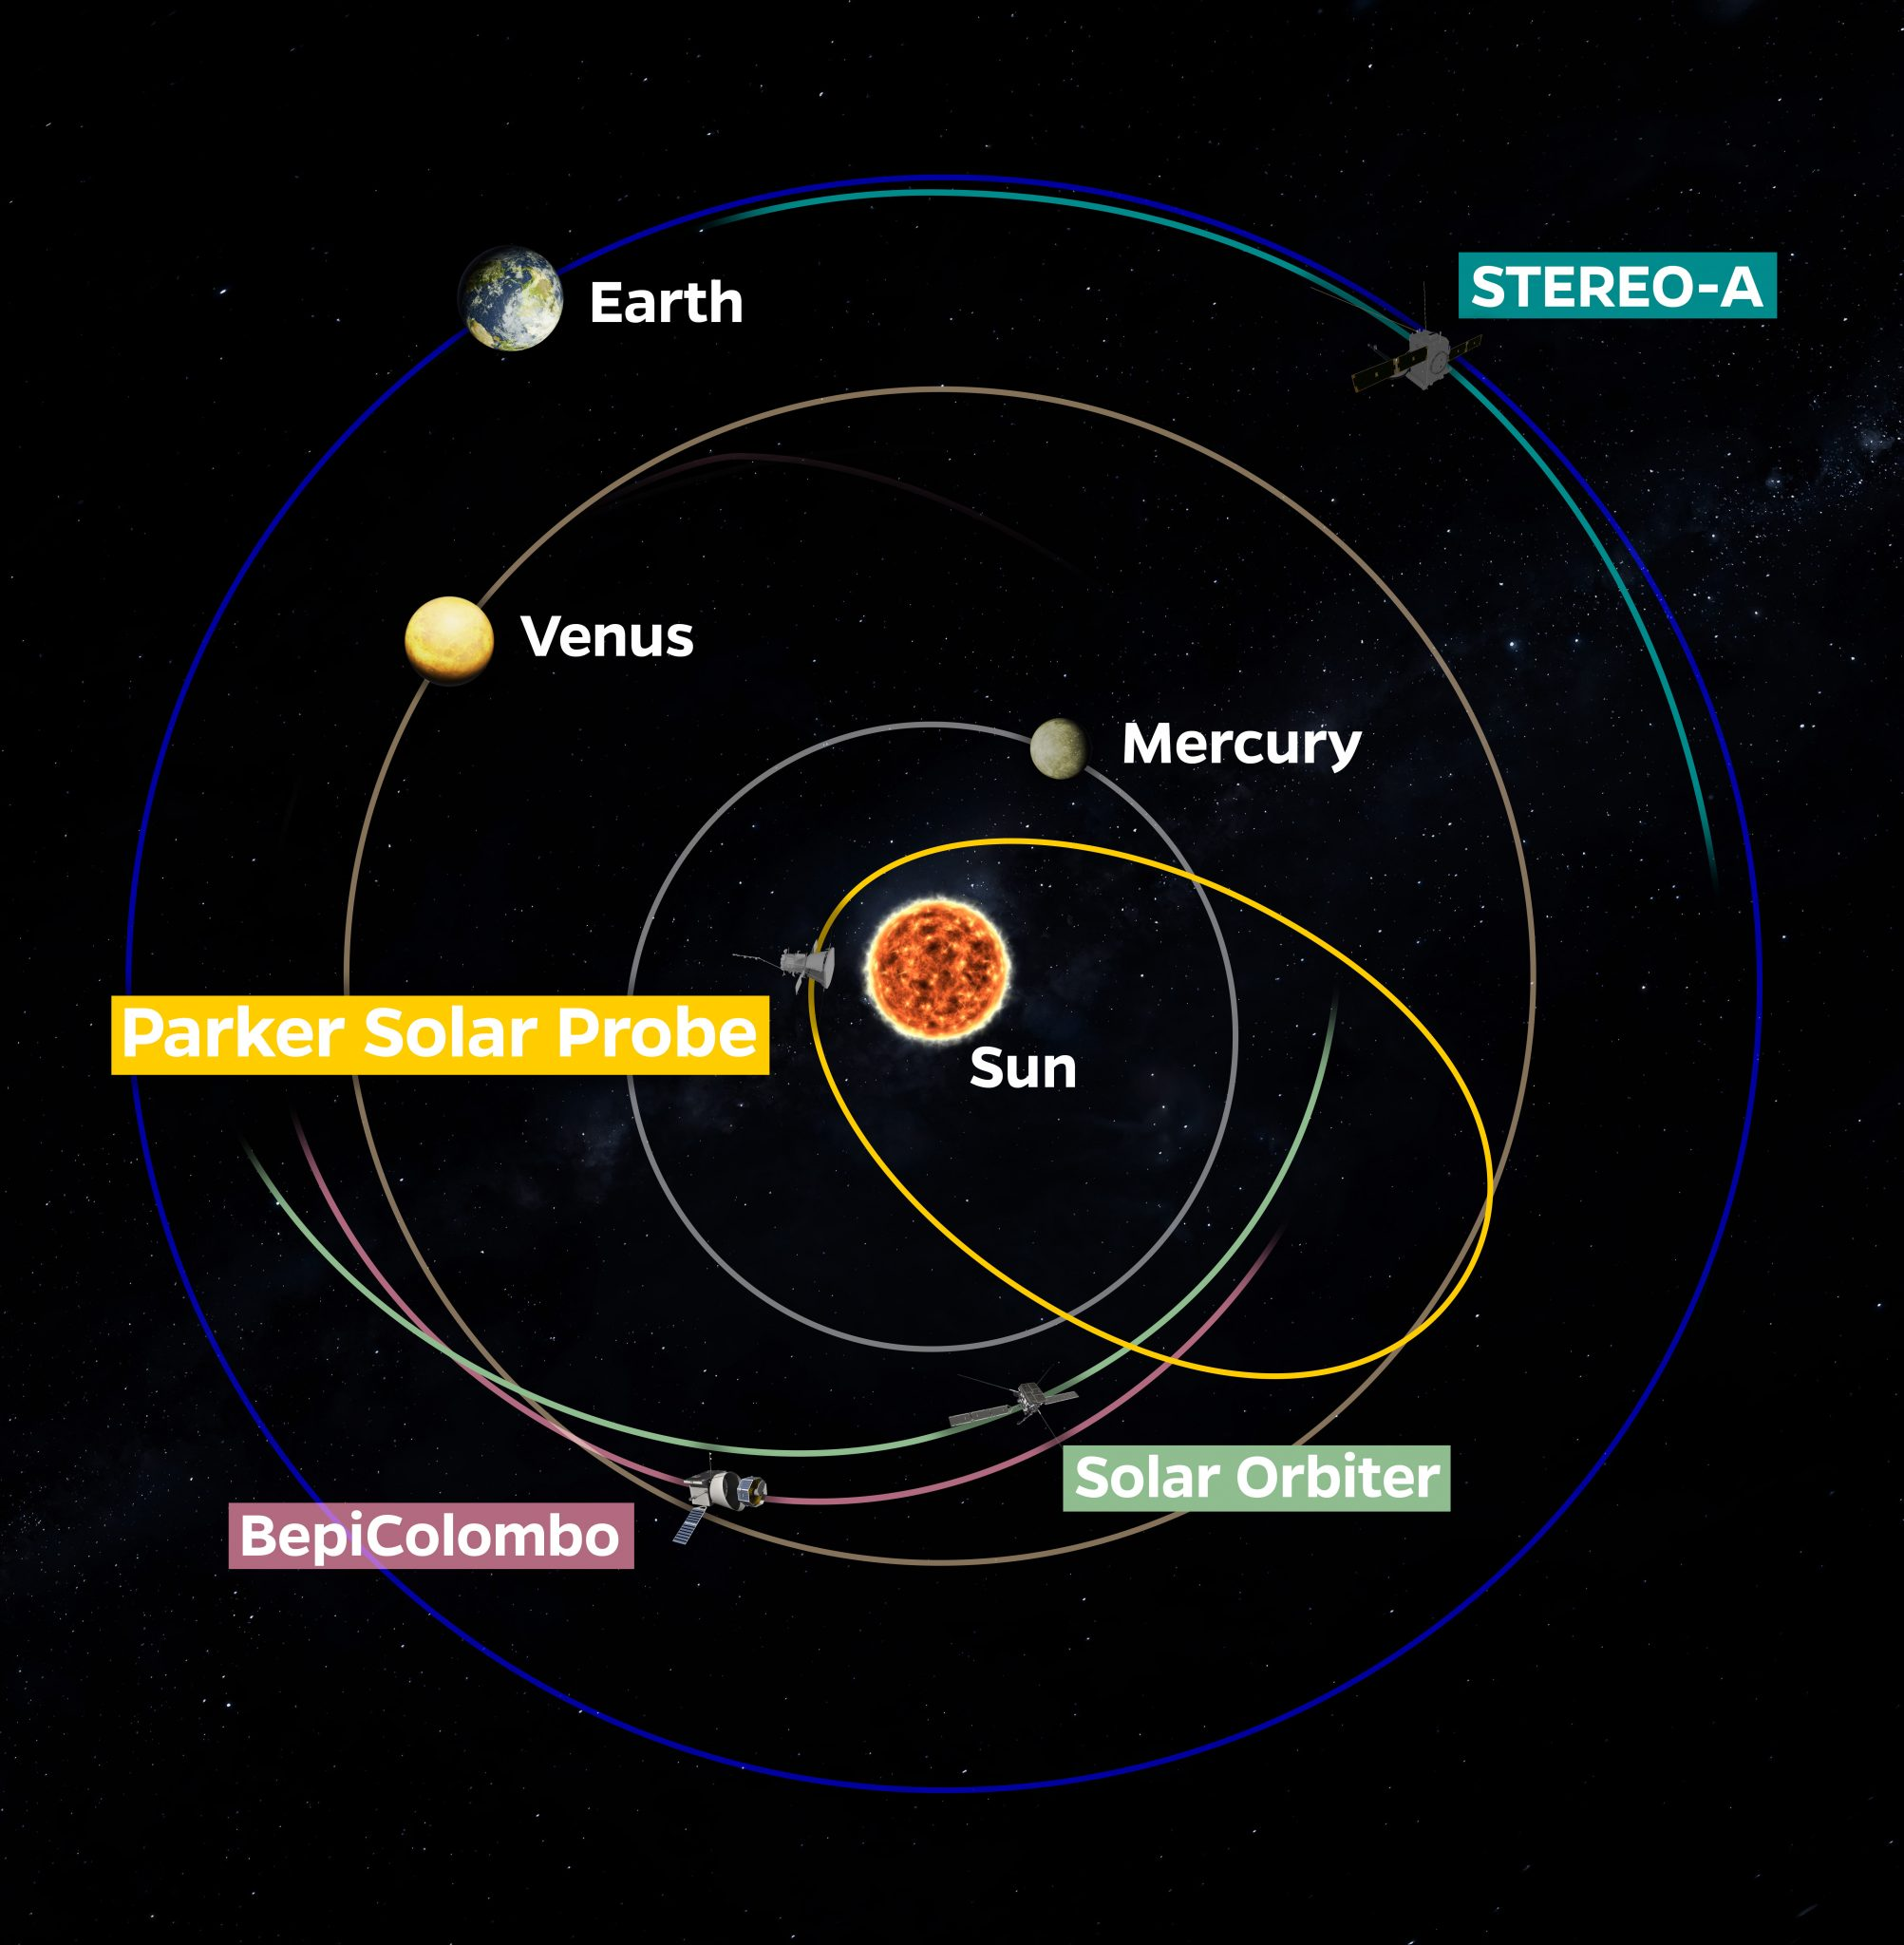 STEREO-A
Earth
Venus
Mercury
Parker Solar Probe
Sun
Solar Orbiter
BepiColombo